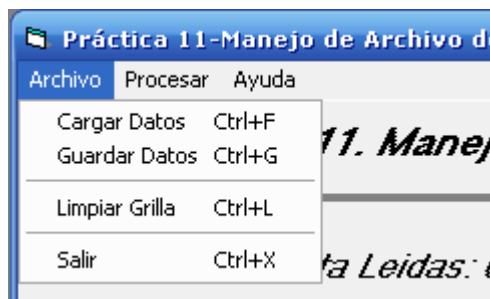 Práctica 11-Manejo de Archivo d
Archivo Procesar Ayuda
Cargar Datos Ctrl+F
11. Manej
Guardar Datos Ctrl+G
Limpiar Grilla Ctrl+L
Salir Ctrl+X
ta Leidas: